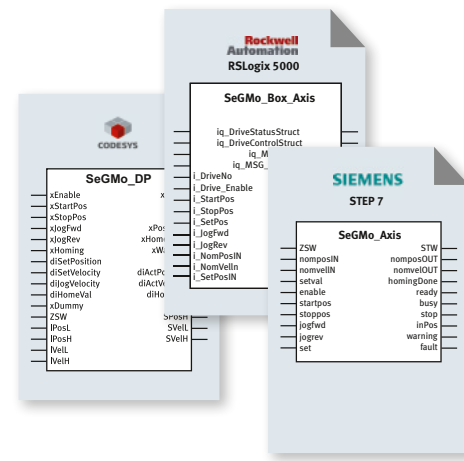 Rockwell
Automation
RSLogix 5000
SeGMo_Box_Axis
iq_DriveStatusStruct
iq_DriveControlStruct
i_DriveNo
i_Drive_Enable
i_StartPos
i_StopPos
i_SetPos
i_JogFwd
i_JogRev
i_NomPosIN
i_NomVelIn
i_SetPosIN
CODESYS
SeGMo_DP
xEnable
xStartPos
xStopPos
xJogFwd
xJogRev
xHoming
diSetPosition
diSetVelocity
diJogVelocity
diHomeVal
xDummy
ZSW SPosH
lPosL SVelL
lPosH SVelH
lVelL
lVelH
SIEMENS
STEP 7
SeGMo_Axis
ZSW STW
nomposIN nomposOUT
nomvelIN nomvelOUT
setval homingDone
enable ready
startpos busy
stoppos stop
jogfwd inPos
jogrev warning
set fault